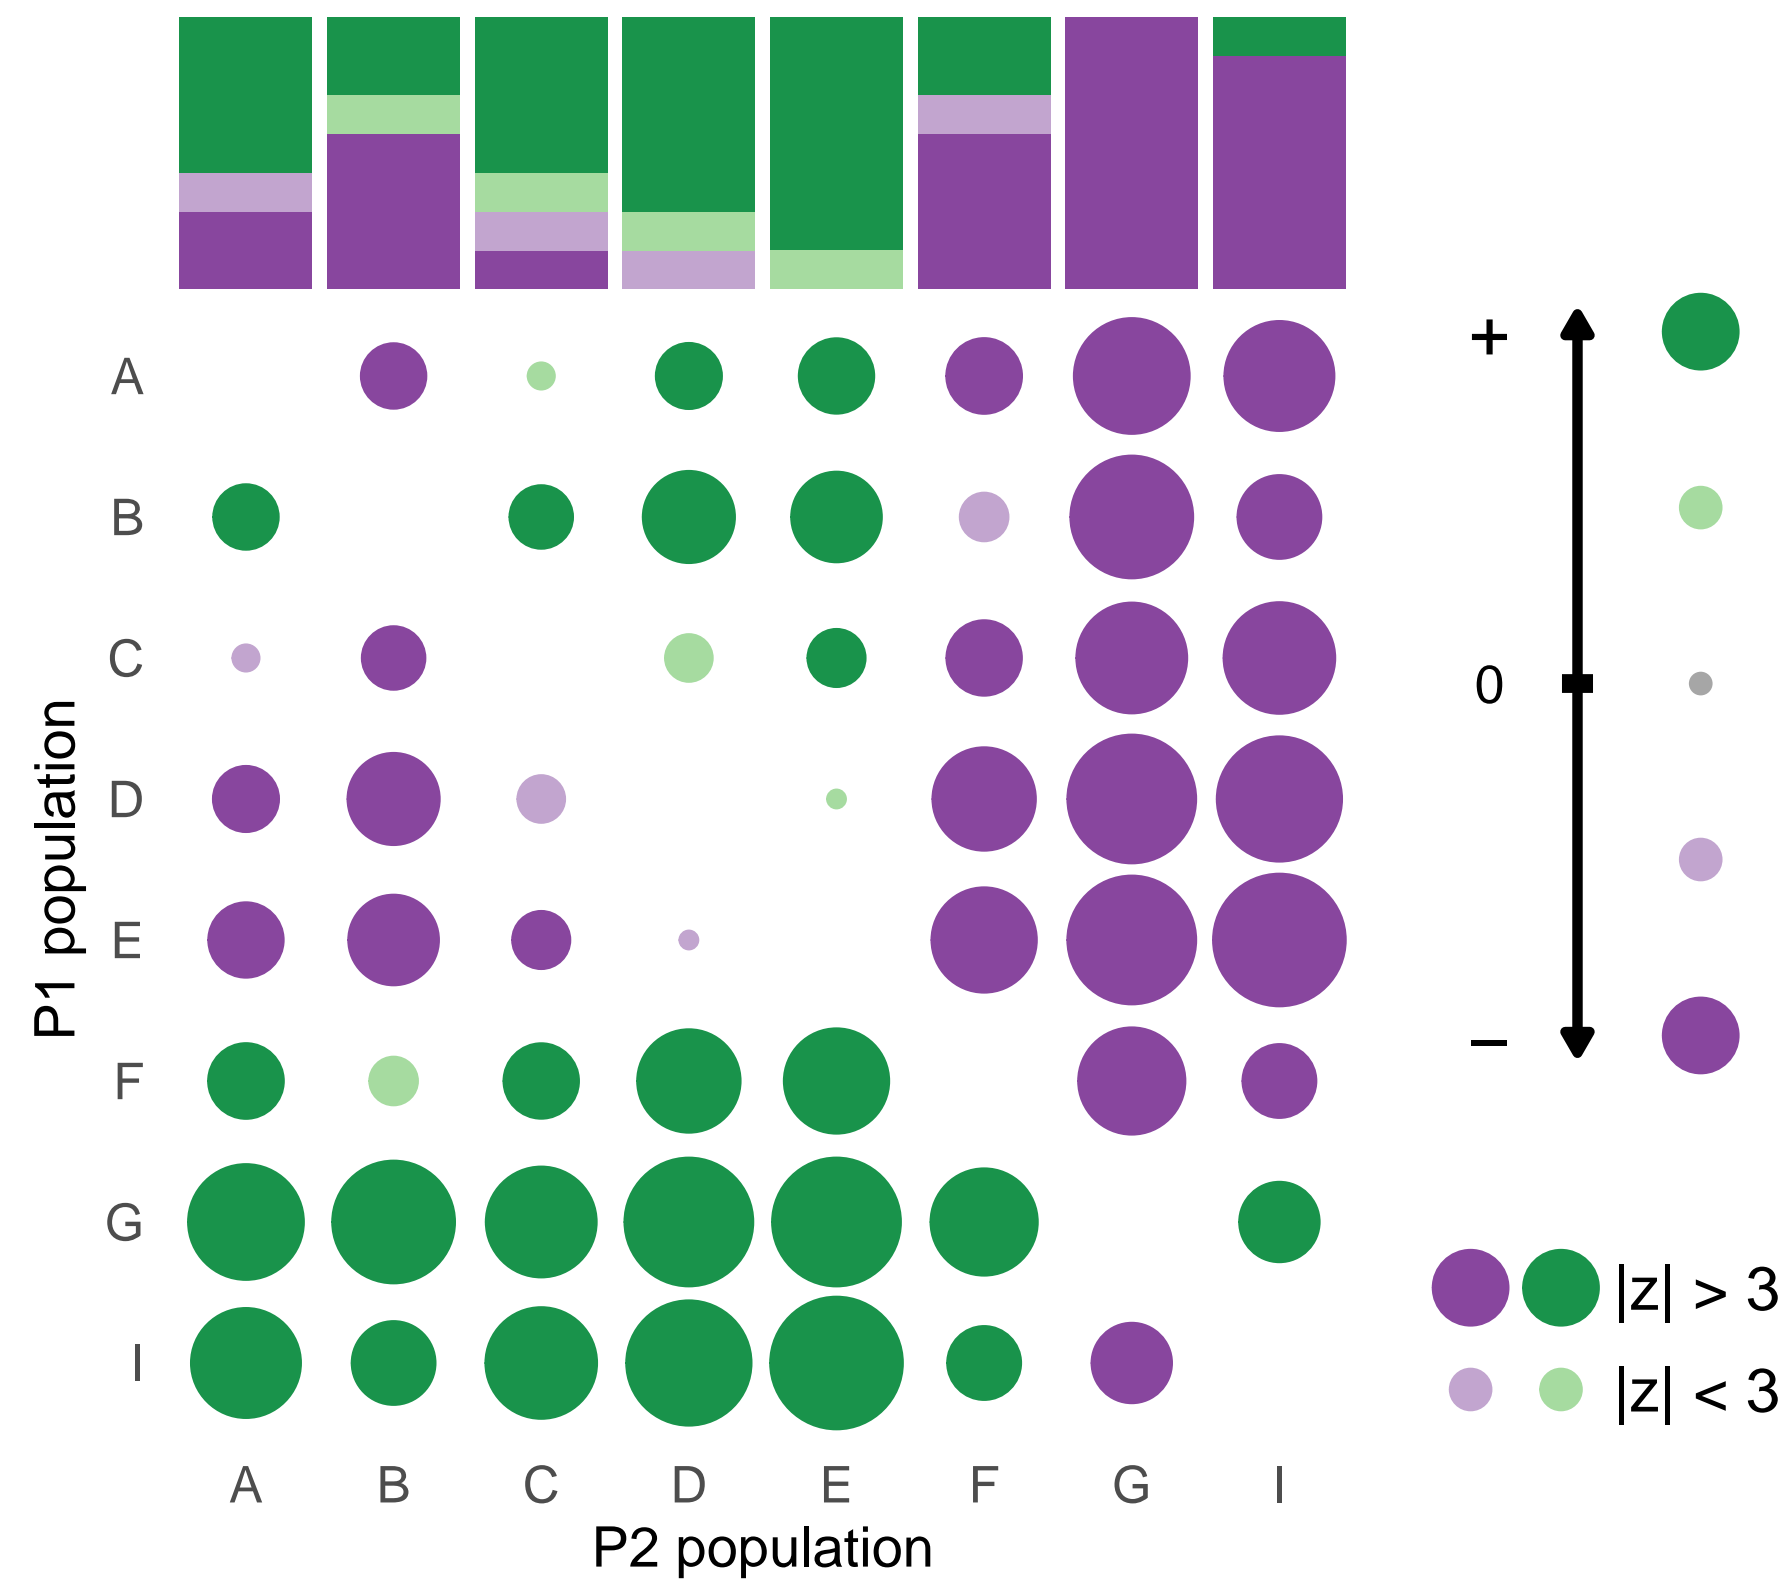 A
B
C
D
E
F
G
I
P1 population
A B C D E F G I
P2 population
+
0
−
|z| > 3
|z| < 3